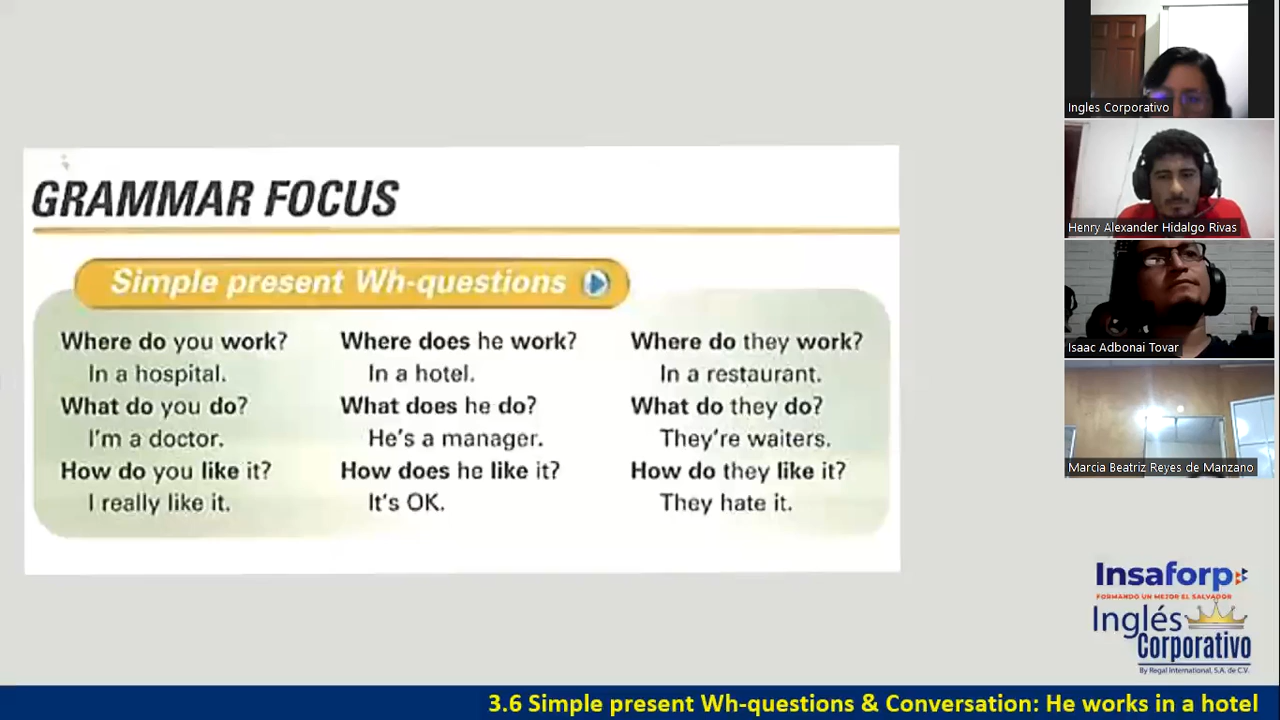 GRAMMAR FOCUS
Simple present Wh-questions
Where do you work?
In a hospital.
What do you do?
I'm a doctor.
How do you like it?
I really like it.
Where does he work?
In a hotel.
What does he do?
He's a manager.
How does he like it?
It's OK.
Where do they work?
In a restaurant.
What do they do?
They're waiters.
How do they like it?
They hate it.
Ingles Corporativo
Henry Alexander Hidalgo Rivas
Isaac Adbonai Tovar
Marcia Beatriz Reyes de Manzano
Insaforp
FORMANDO UN MEJOR EL SALVADOR
Inglés
Corporativo
By Regal International, S.A. de C.V.
3.6 Simple present Wh-questions & Conversation: He works in a hotel